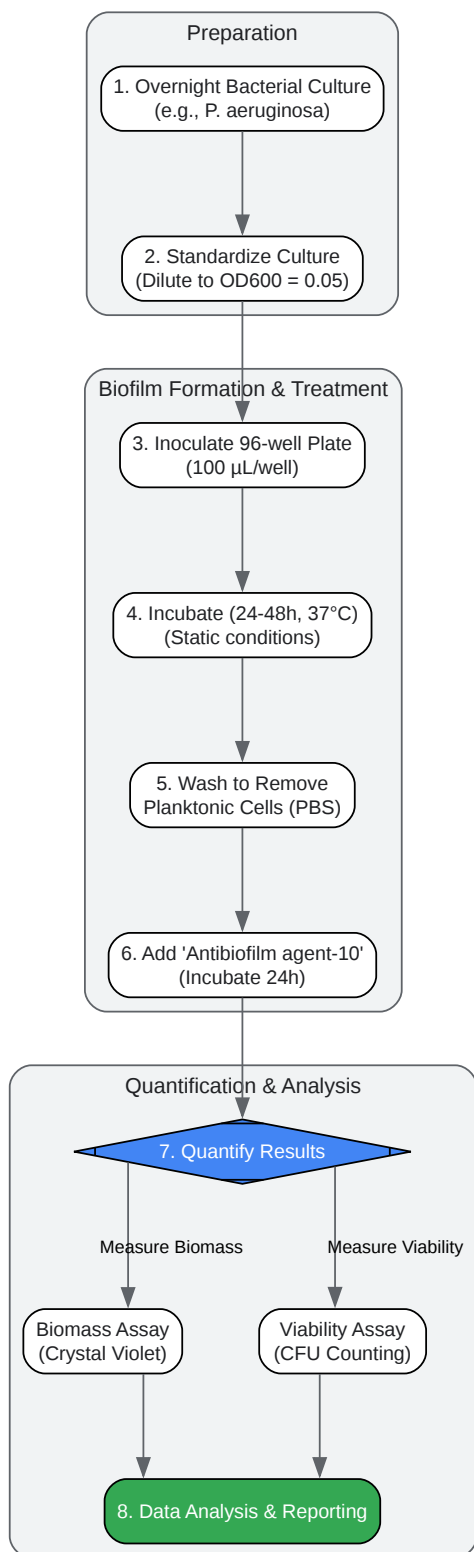 Preparation
1. Overnight Bacterial Culture
(e.g., P. aeruginosa)
2. Standardize Culture
(Dilute to OD600 = 0.05)
Biofilm Formation & Treatment
3. Inoculate 96-well Plate
(100 µL/well)
4. Incubate (24-48h, 37°C)
(Static conditions)
5. Wash to Remove
Planktonic Cells (PBS)
6. Add 'Antibiofilm agent-10'
(Incubate 24h)
Quantification & Analysis
7. Quantify Results
Measure Biomass
Measure Viability
Biomass Assay
(Crystal Violet)
Viability Assay
(CFU Counting)
8. Data Analysis & Reporting